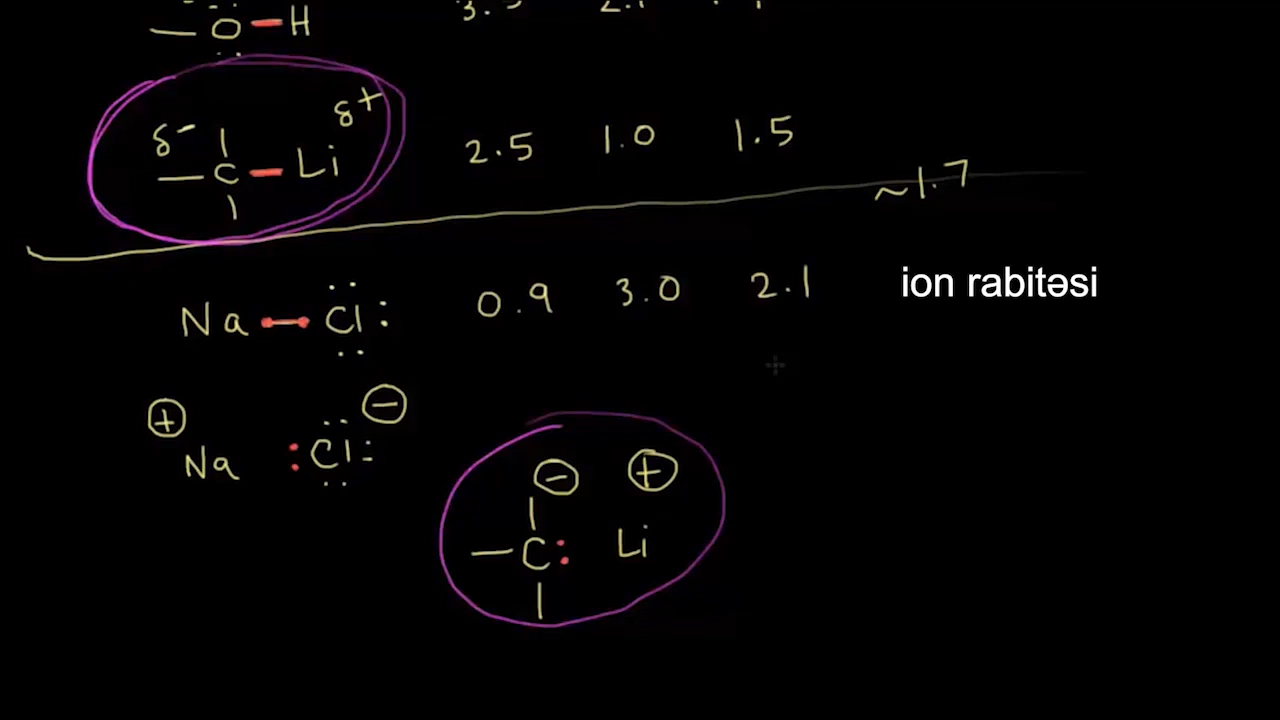 — O — H
δ- δ+
— C — Li 2.5 1.0 1.5
~1.7
Na — Cl : 0.9 3.0 2.1 ion rabitəsi
+ −
Na : Cl :
− +
— C : Li